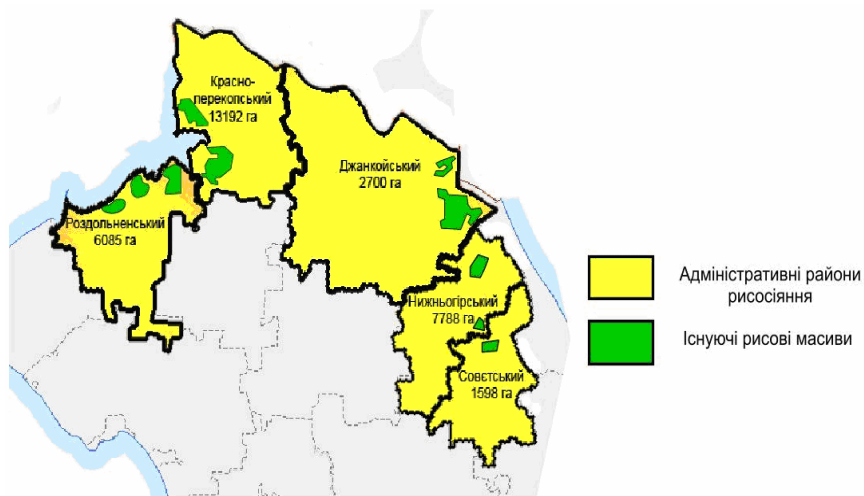 Красно-
перекопський
13192 га
Джанкойський
2700 га
Роздольненський
6085 га
Нижньогірський
7788 га
Совєтський
1598 га
Адміністративні райони
рисосіяння
Існуючі рисові масиви